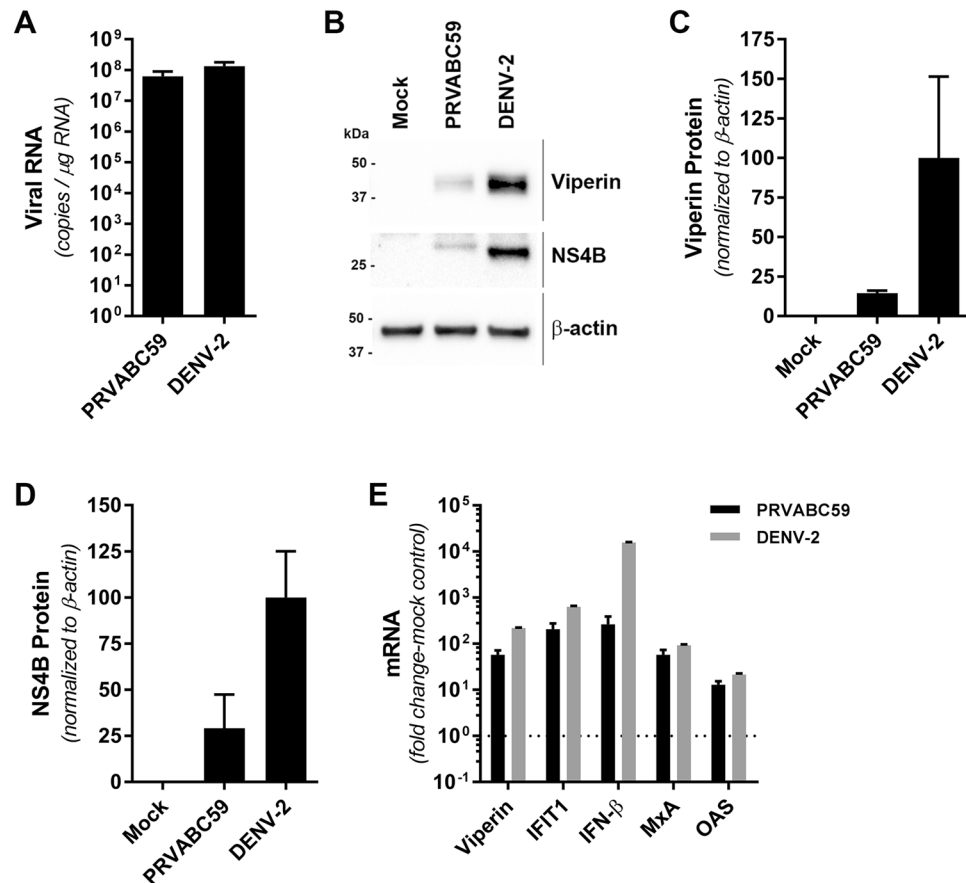 A
Viral RNA
(copies / μg RNA)
10⁹
10⁸
10⁷
10⁶
10⁵
10⁴
10³
10²
10¹
10⁰
PRVABC59
DENV-2
B
Mock
PRVABC59
DENV-2
kDa
50 -
37 -
Viperin
25 -
NS4B
50 -
37 -
β-actin
C
Viperin Protein
(normalized to β-actin)
175
150
125
100
75
50
25
0
Mock
PRVABC59
DENV-2
D
NS4B Protein
(normalized to β-actin)
150
125
100
75
50
25
0
Mock
PRVABC59
DENV-2
E
mRNA
(fold change-mock control)
10⁵
10⁴
10³
10²
10¹
10⁰
10⁻¹
Viperin
IFIT1
IFN-β
MxA
OAS
PRVABC59
DENV-2